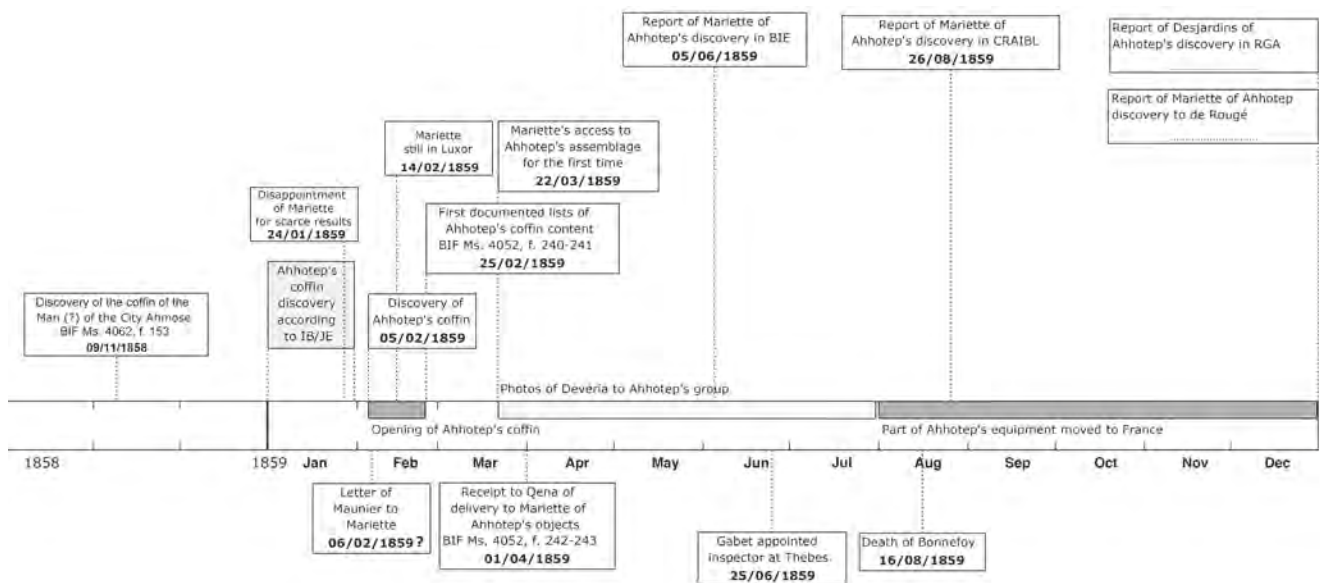 Report of Mariette of
Ahhotep's discovery in BIE
05/06/1859
Report of Mariette of
Ahhotep's discovery in CRAIBL
26/08/1859
Report of Desjardins of
Ahhotep's discovery in RGA
Report of Mariette of Ahhotep
discovery to de Rougé
Mariette
still in Luxor
14/02/1859
Mariette's access to
Ahhotep's assemblage
for the first time
22/03/1859
Disappointment
of Mariette
for scarce results
24/01/1859
First documented lists of
Ahhotep's coffin content
BIF Ms. 4052, f. 240-241
25/02/1859
Ahhotep's
coffin
discovery
according
to IB/JE
Discovery of the coffin of the
Man (?) of the City Ahmose
BIF Ms. 4062, f. 153
09/11/1858
Discovery of
Ahhotep's coffin
05/02/1859
Photos of Devéria to Ahhotep's group
Opening of Ahhotep's coffin
Part of Ahhotep's equipment moved to France
1858 1859 Jan Feb Mar Apr May Jun Jul Aug Sep Oct Nov Dec
Letter of
Maunier to
Mariette
06/02/1859?
Receipt to Qena of
delivery to Mariette of
Ahhotep's objects
BIF Ms. 4052, f. 242-243
01/04/1859
Gabet appointed
inspector at Thebes
25/06/1859
Death of Bonnefoy
16/08/1859